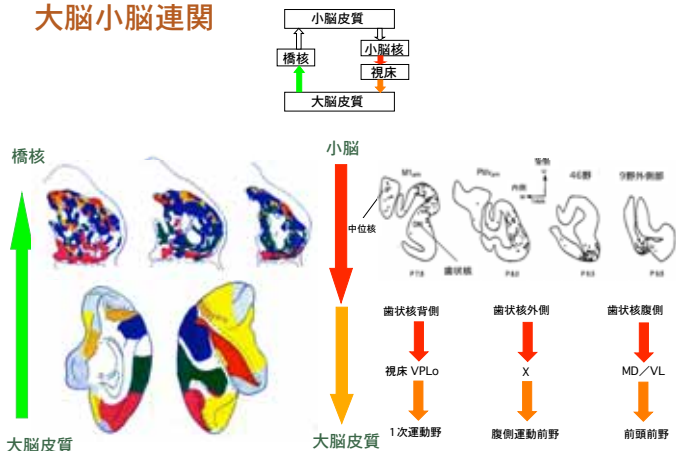 大脳小脳連関
小脳皮質
橋核
小脳核
視床
大脳皮質
橋核
大脳皮質
小脳
大脳皮質
46野
9野外側部
内側
中位核
歯状核
歯状核背側
歯状核外側
歯状核腹側
視床 VPLo
X
MD／VL
1次運動野
腹側運動前野
前頭前野